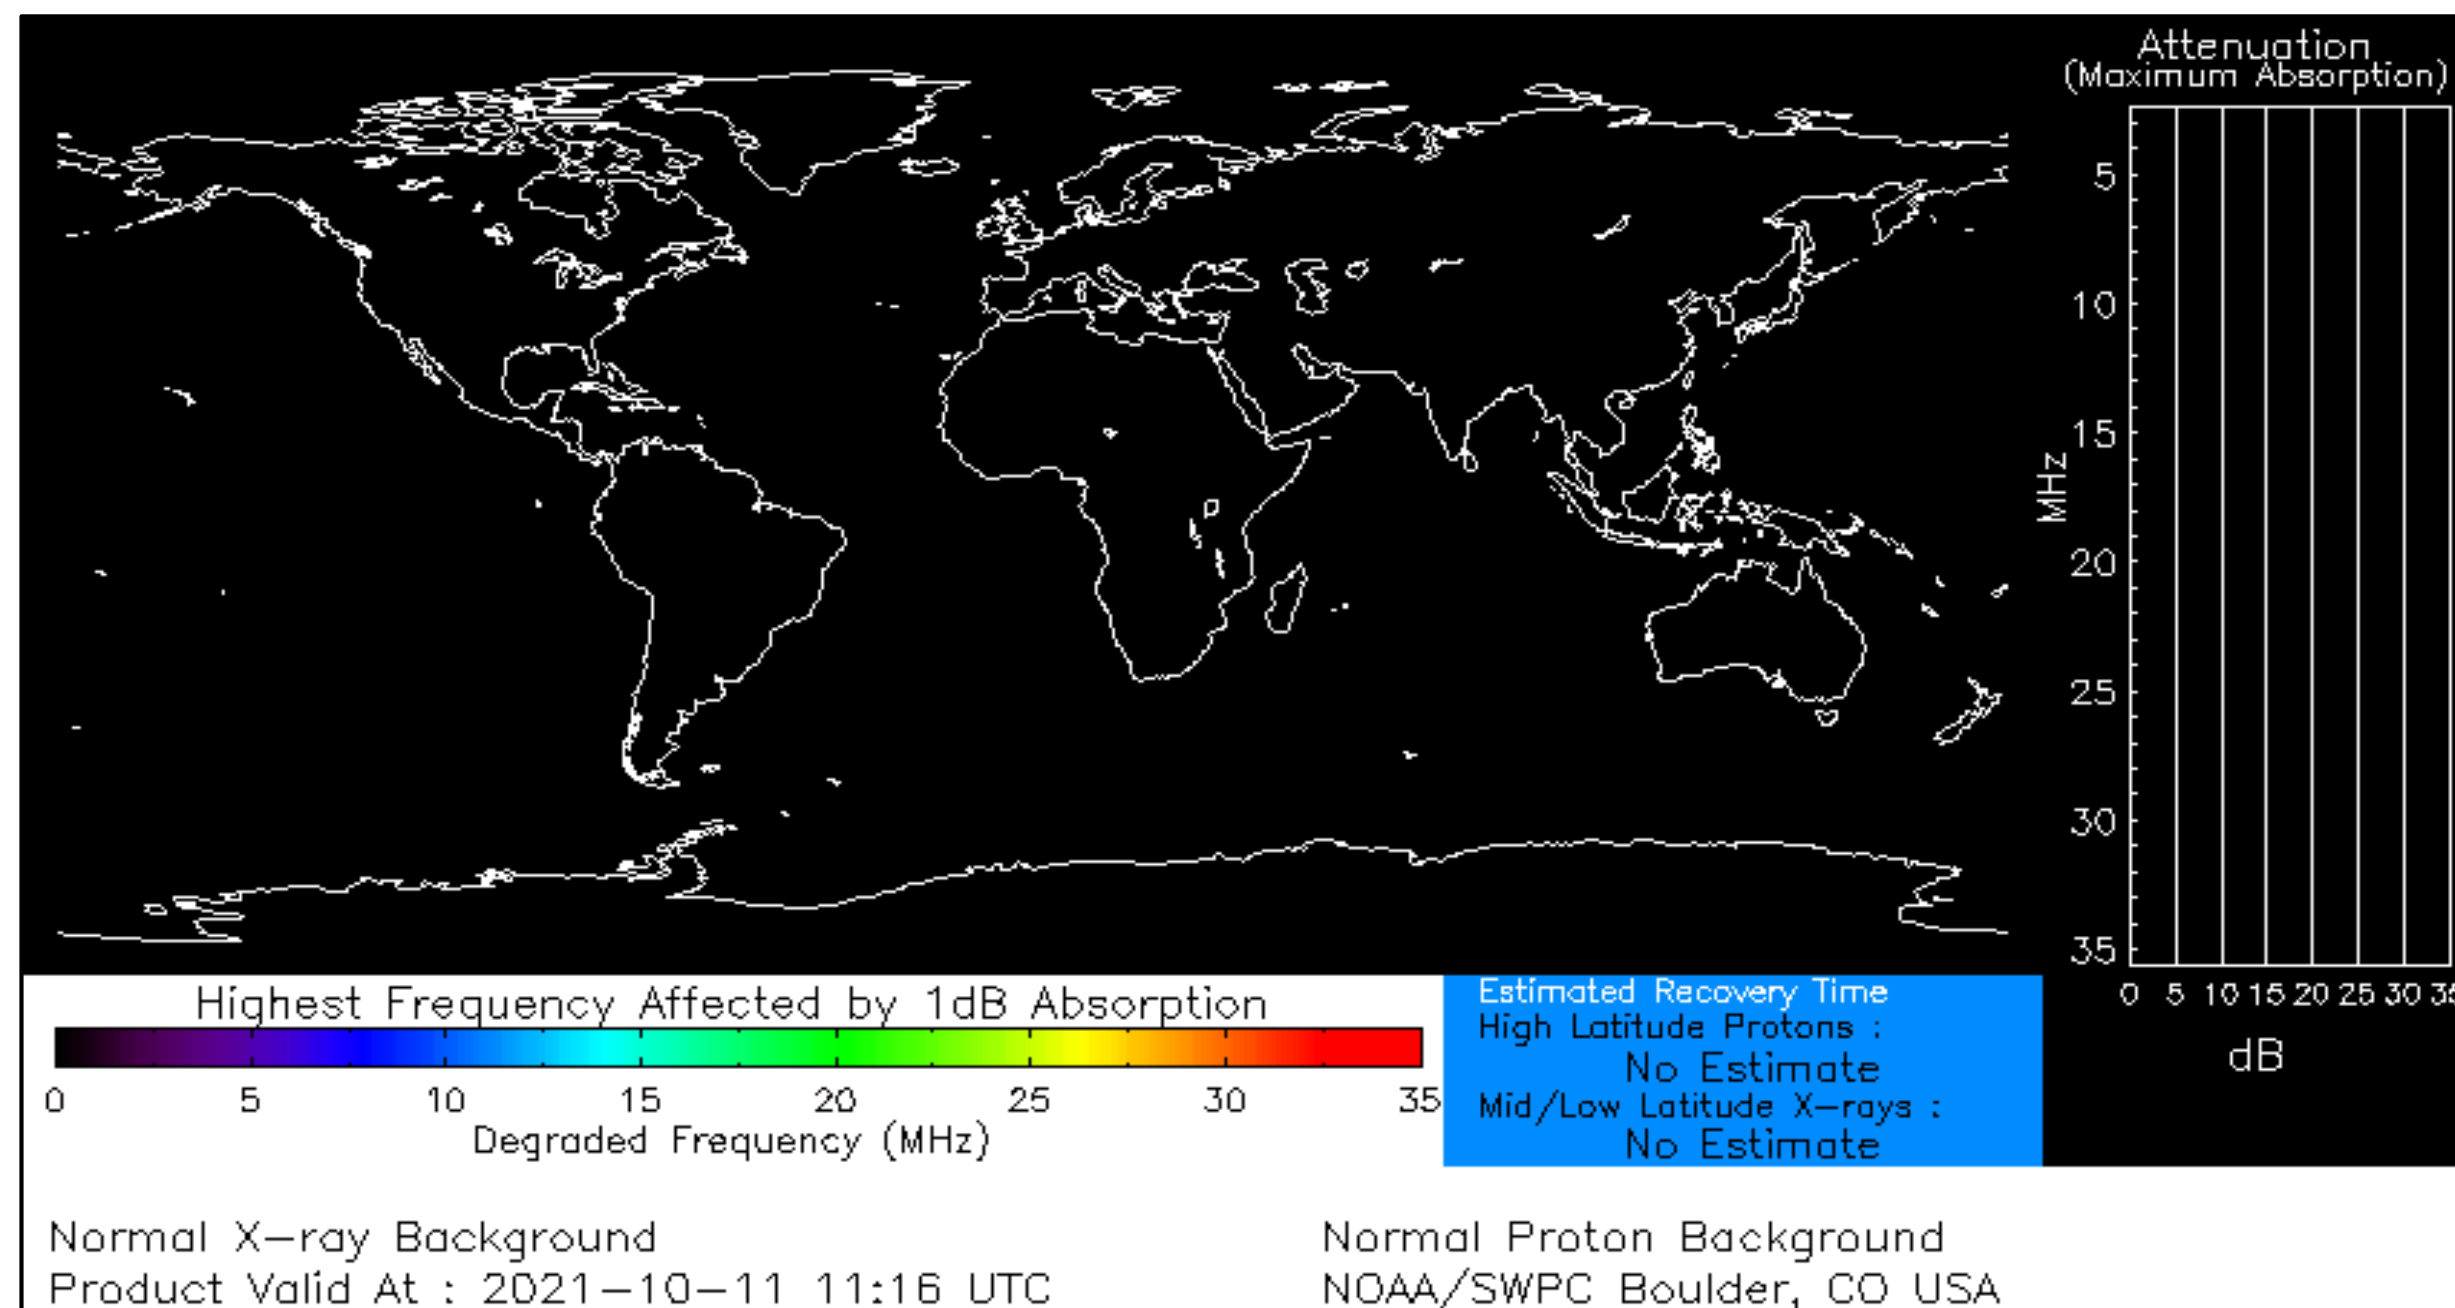 Attenuation
(Maximum Absorption)
5
10
15
20
25
30
35
MHz
0 5 10 15 20 25 30 35
dB
Highest Frequency Affected by 1dB Absorption
0 5 10 15 20 25 30 35
Degraded Frequency (MHz)
Estimated Recovery Time
High Latitude Protons :
No Estimate
Mid/Low Latitude X-rays :
No Estimate
Normal X-ray Background
Normal Proton Background
Product Valid At : 2021-10-11 11:16 UTC
NOAA/SWPC Boulder, CO USA